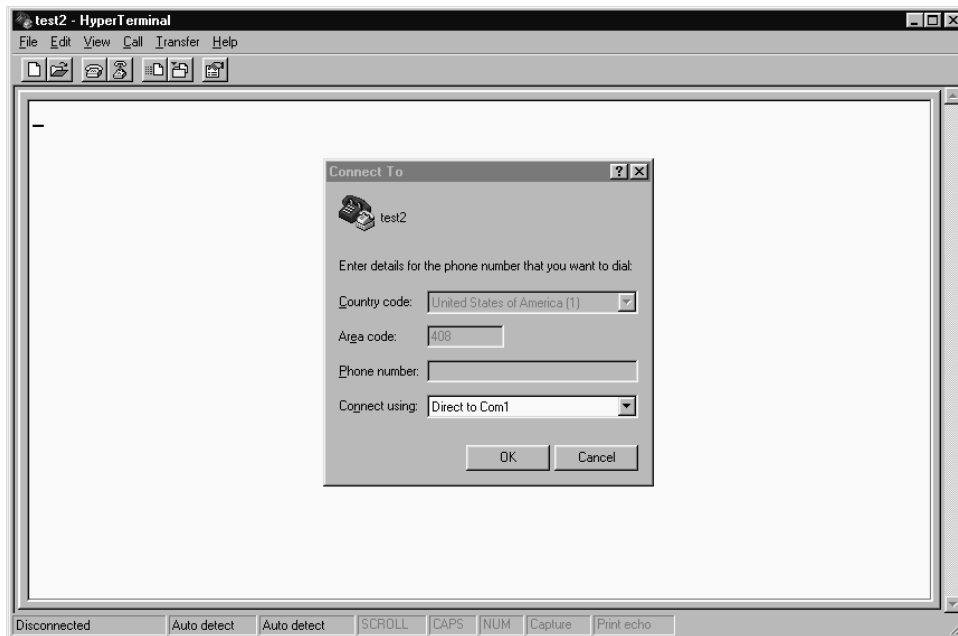 test2 - HyperTerminal
File Edit View Call Transfer Help
Connect To
test2
Enter details for the phone number that you want to dial:
Country code: United States of America (1)
Area code: 408
Phone number:
Connect using: Direct to Com1
OK Cancel
Disconnected Auto detect Auto detect SCROLL CAPS NUM Capture Print echo